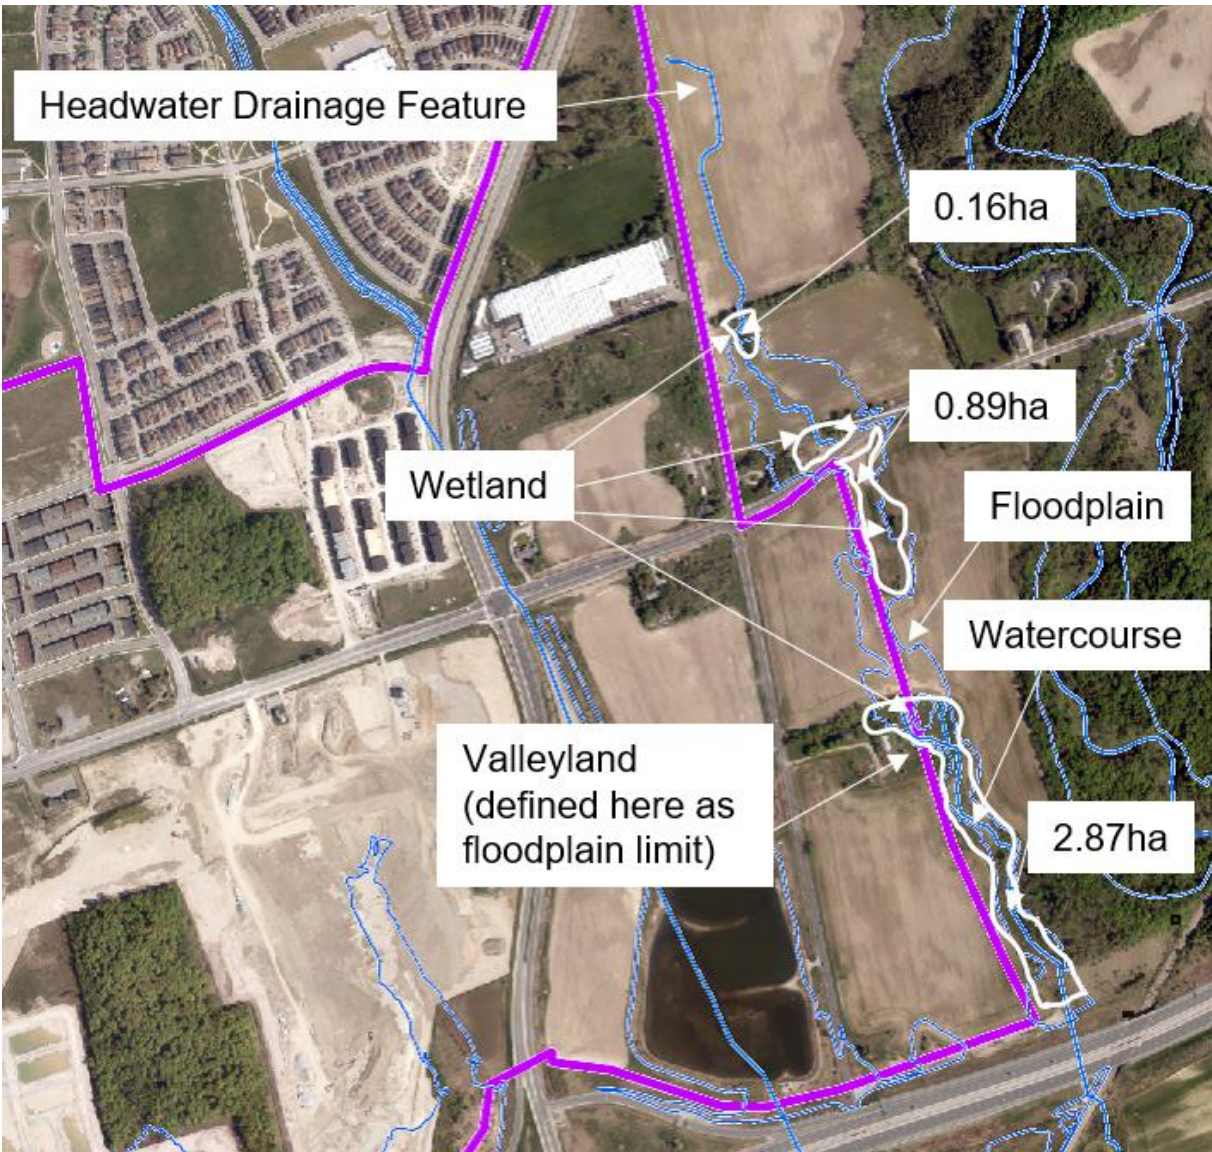 Headwater Drainage Feature
0.16ha
0.89ha
Wetland
Floodplain
Watercourse
Valleyland
(defined here as
floodplain limit)
2.87ha